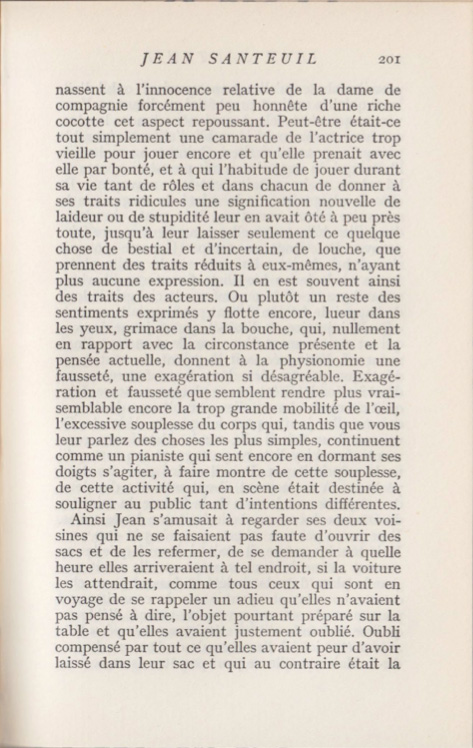 JEAN SANTEUIL 201
nassent à l'innocence relative de la dame de
compagnie forcément peu honnête d'une riche
cocotte cet aspect repoussant. Peut-être était-ce
tout simplement une camarade de l'actrice trop
vieille pour jouer encore et qu'elle prenait avec
elle par bonté, et à qui l'habitude de jouer durant
sa vie tant de rôles et dans chacun de donner à
ses traits ridicules une signification nouvelle de
laideur ou de stupidité leur en avait ôté à peu près
toute, jusqu'à leur laisser seulement ce quelque
chose de bestial et d'incertain, de louche, que
prennent des traits réduits à eux-mêmes, n'ayant
plus aucune expression. Il en est souvent ainsi
des traits des acteurs. Ou plutôt un reste des
sentiments exprimés y flotte encore, lueur dans
les yeux, grimace dans la bouche, qui, nullement
en rapport avec la circonstance présente et la
pensée actuelle, donnent à la physionomie une
fausseté, une exagération si désagréable. Exagé-
ration et fausseté que semblent rendre plus vrai-
semblable encore la trop grande mobilité de l'œil,
l'excessive souplesse du corps qui, tandis que vous
leur parlez des choses les plus simples, continuent
comme un pianiste qui sent encore en dormant ses
doigts s'agiter, à faire montre de cette souplesse,
de cette activité qui, en scène était destinée à
souligner au public tant d'intentions différentes.
Ainsi Jean s'amusait à regarder ses deux voi-
sines qui ne se faisaient pas faute d'ouvrir des
sacs et de les refermer, de se demander à quelle
heure elles arriveraient à tel endroit, si la voiture
les attendrait, comme tous ceux qui sont en
voyage de se rappeler un adieu qu'elles n'avaient
pas pensé à dire, l'objet pourtant préparé sur la
table et qu'elles avaient justement oublié. Oubli
compensé par tout ce qu'elles avaient peur d'avoir
laissé dans leur sac et qui au contraire était la